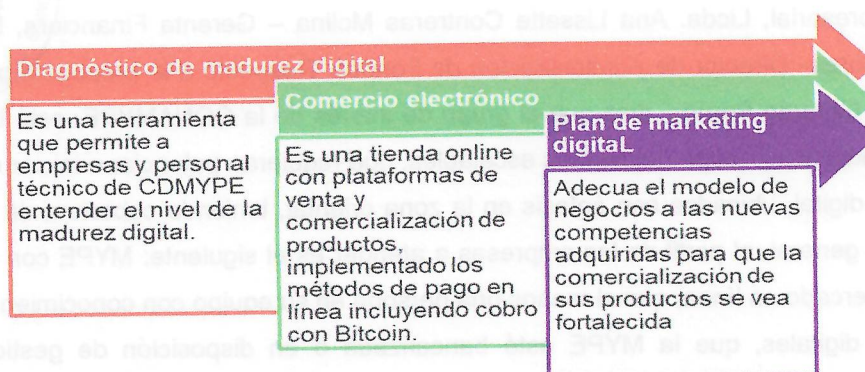 Diagnóstico de madurez digital
Es una herramienta
que permite a
empresas y personal
técnico de CDMYPE
entender el nivel de la
madurez digital.
Comercio electrónico
Es una tienda online
con plataformas de
venta y
comercialización de
productos,
implementado los
métodos de pago en
línea incluyendo cobro
con Bitcoin.
Plan de marketing
digitaL
Adecua el modelo de
negocios a las nuevas
competencias
adquiridas para que la
comercialización de
sus productos se vea
fortalecida